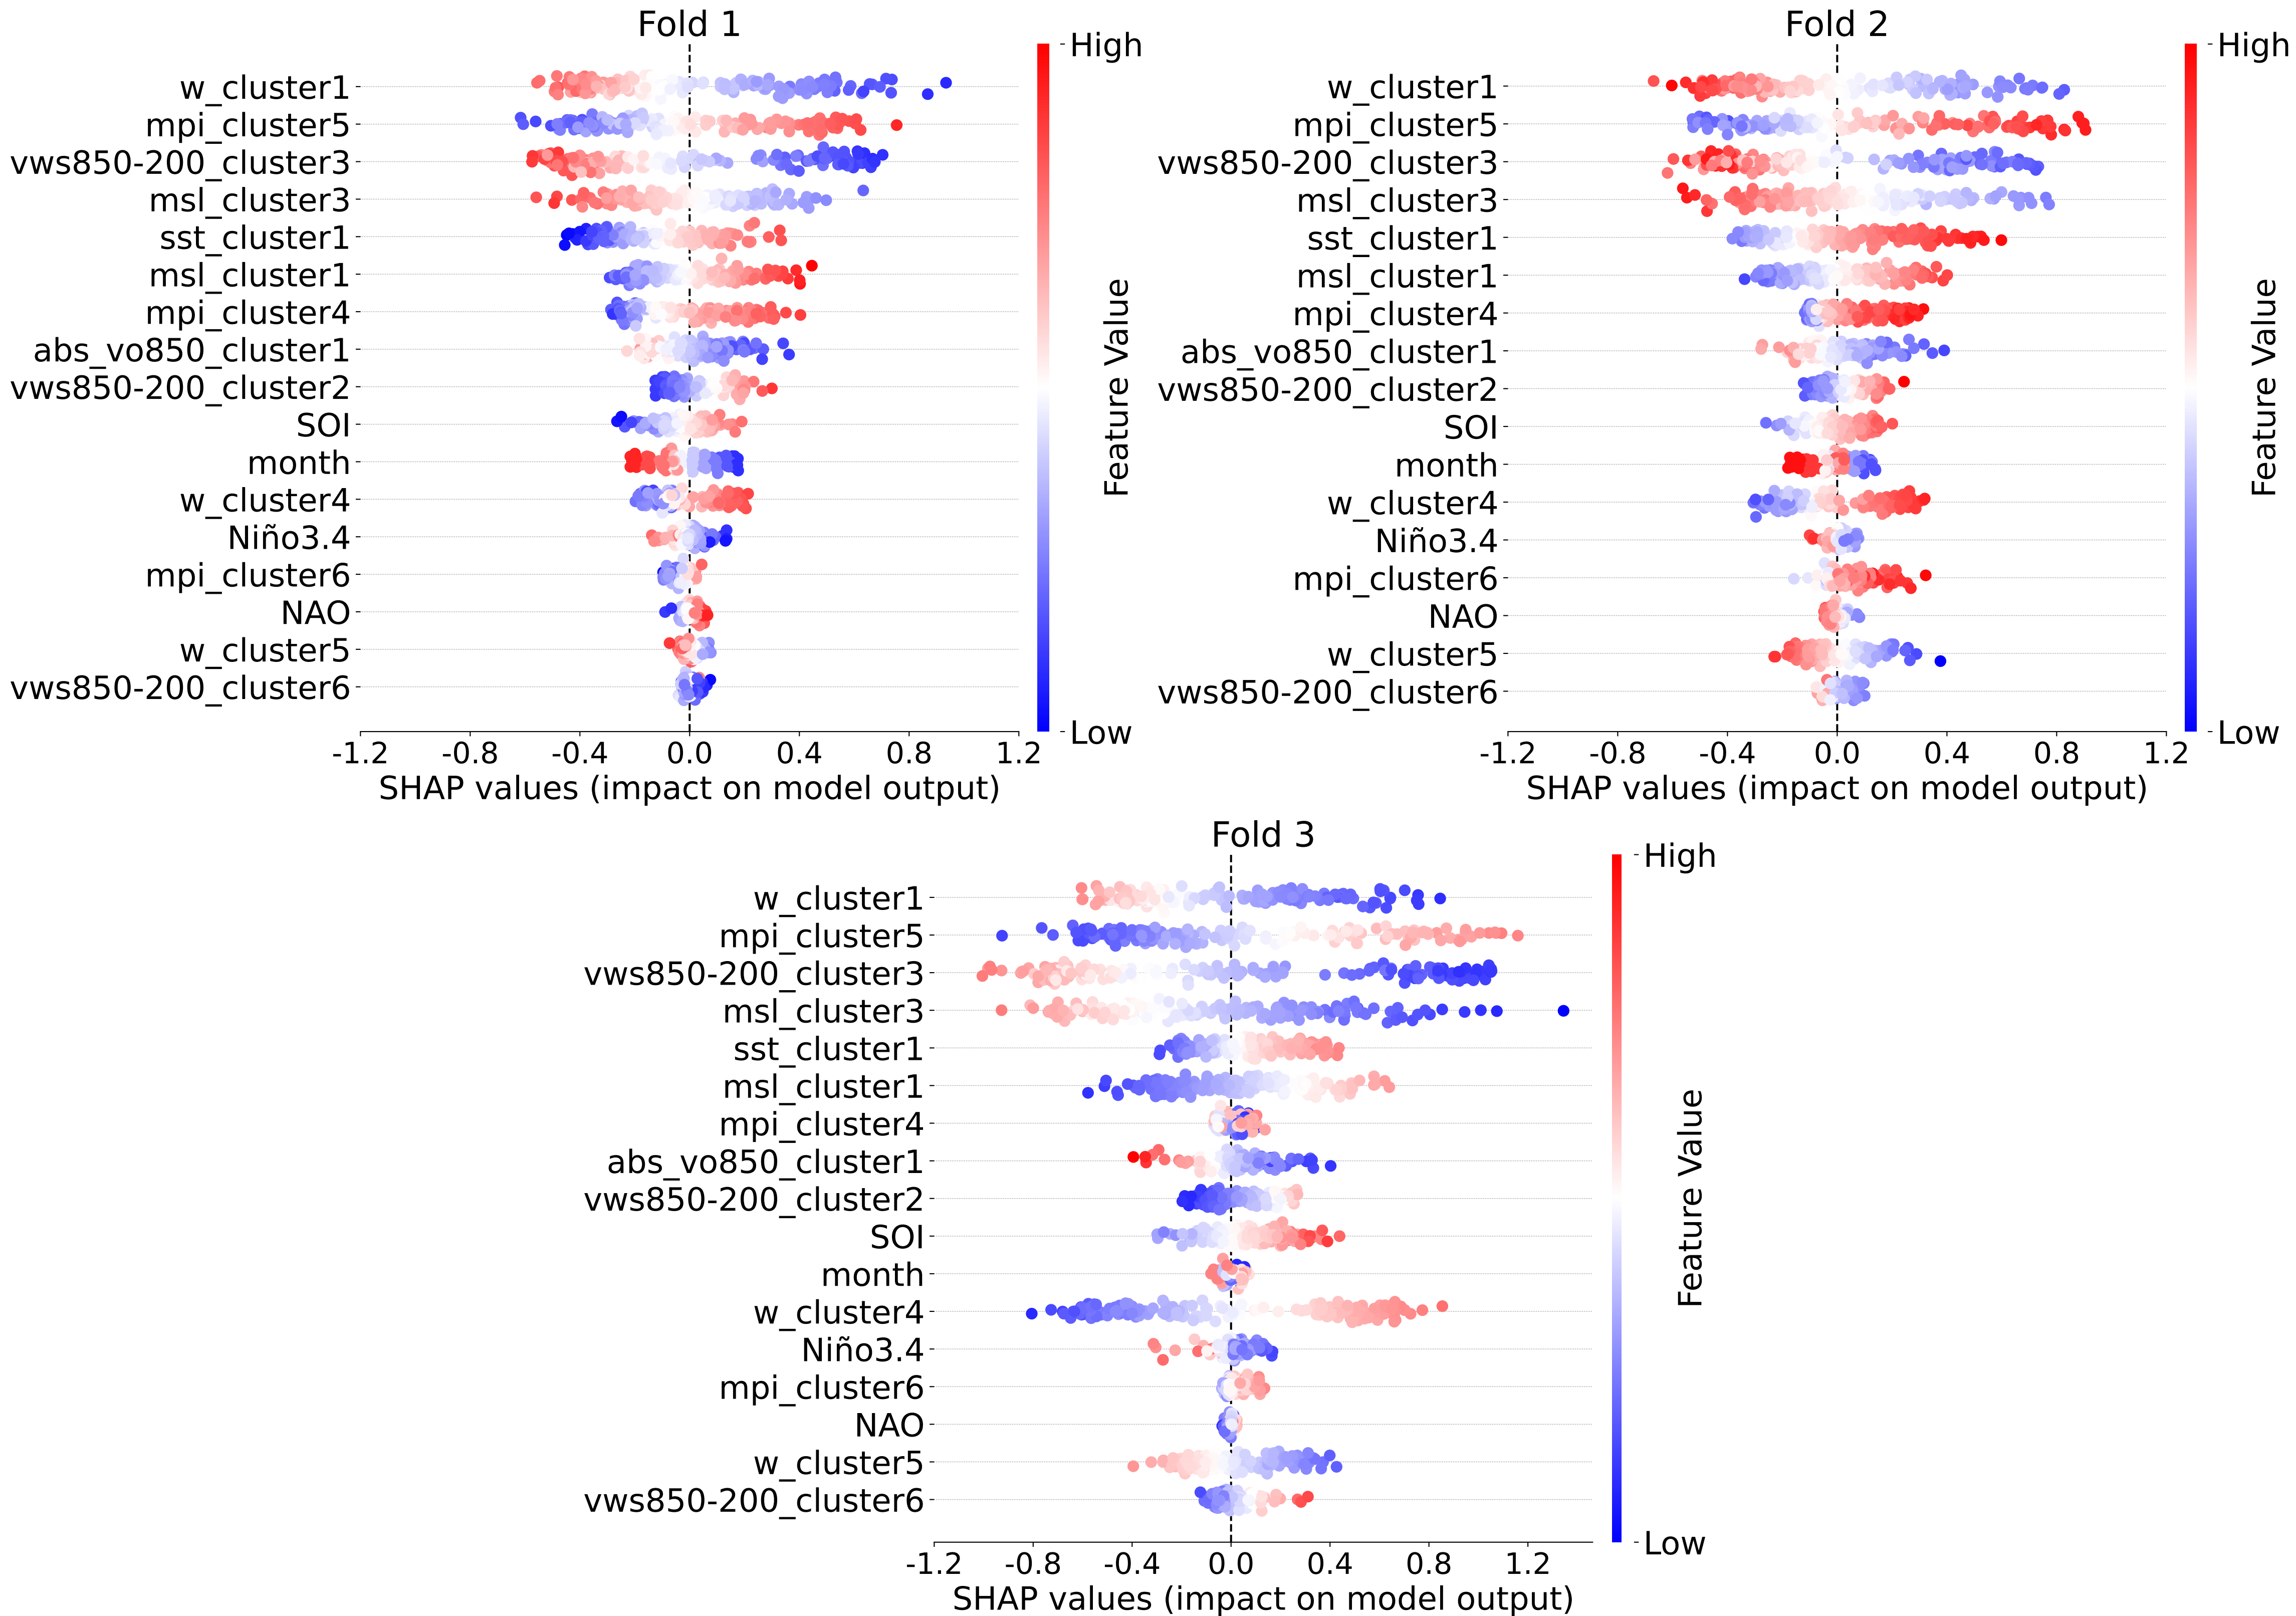 Fold 1
w_cluster1
mpi_cluster5
vws850-200_cluster3
msl_cluster3
sst_cluster1
msl_cluster1
mpi_cluster4
abs_vo850_cluster1
vws850-200_cluster2
SOI
month
w_cluster4
Niño3.4
mpi_cluster6
NAO
w_cluster5
vws850-200_cluster6
-1.2 -0.8 -0.4 0.0 0.4 0.8 1.2
SHAP values (impact on model output)
High
Feature Value
Low
Fold 2
w_cluster1
mpi_cluster5
vws850-200_cluster3
msl_cluster3
sst_cluster1
msl_cluster1
mpi_cluster4
abs_vo850_cluster1
vws850-200_cluster2
SOI
month
w_cluster4
Niño3.4
mpi_cluster6
NAO
w_cluster5
vws850-200_cluster6
-1.2 -0.8 -0.4 0.0 0.4 0.8 1.2
SHAP values (impact on model output)
High
Feature Value
Low
Fold 3
w_cluster1
mpi_cluster5
vws850-200_cluster3
msl_cluster3
sst_cluster1
msl_cluster1
mpi_cluster4
abs_vo850_cluster1
vws850-200_cluster2
SOI
month
w_cluster4
Niño3.4
mpi_cluster6
NAO
w_cluster5
vws850-200_cluster6
-1.2 -0.8 -0.4 0.0 0.4 0.8 1.2
SHAP values (impact on model output)
High
Feature Value
Low